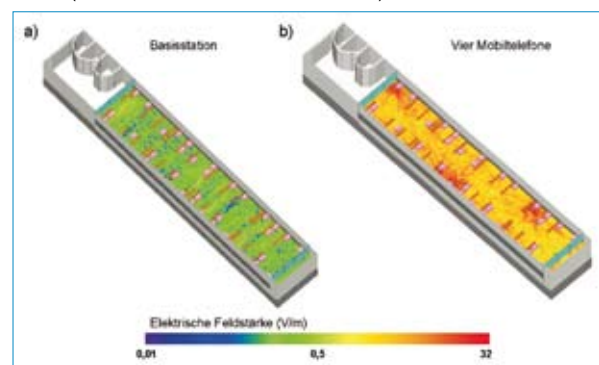 a)
Basisstation
b)
Vier Mobiltelefone
Elektrische Feldstärke (V/m)
0,01
0,5
32